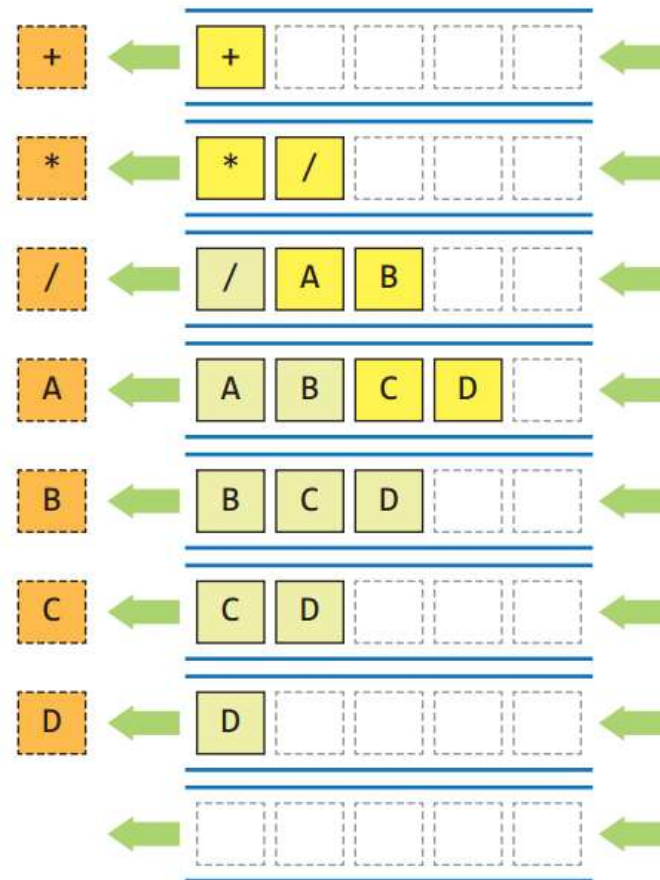 + +
* * /
/ / A B
A A B C D
B B C D
C C D
D D